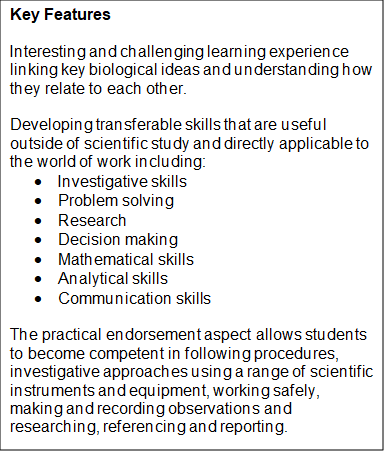 Key Features
Interesting and challenging learning experience
linking key biological ideas and understanding how
they relate to each other.
Developing transferable skills that are useful
outside of scientific study and directly applicable to
the world of work including:
• Investigative skills
• Problem solving
• Research
• Decision making
• Mathematical skills
• Analytical skills
• Communication skills
The practical endorsement aspect allows students
to become competent in following procedures,
investigative approaches using a range of scientific
instruments and equipment, working safely,
making and recording observations and
researching, referencing and reporting.